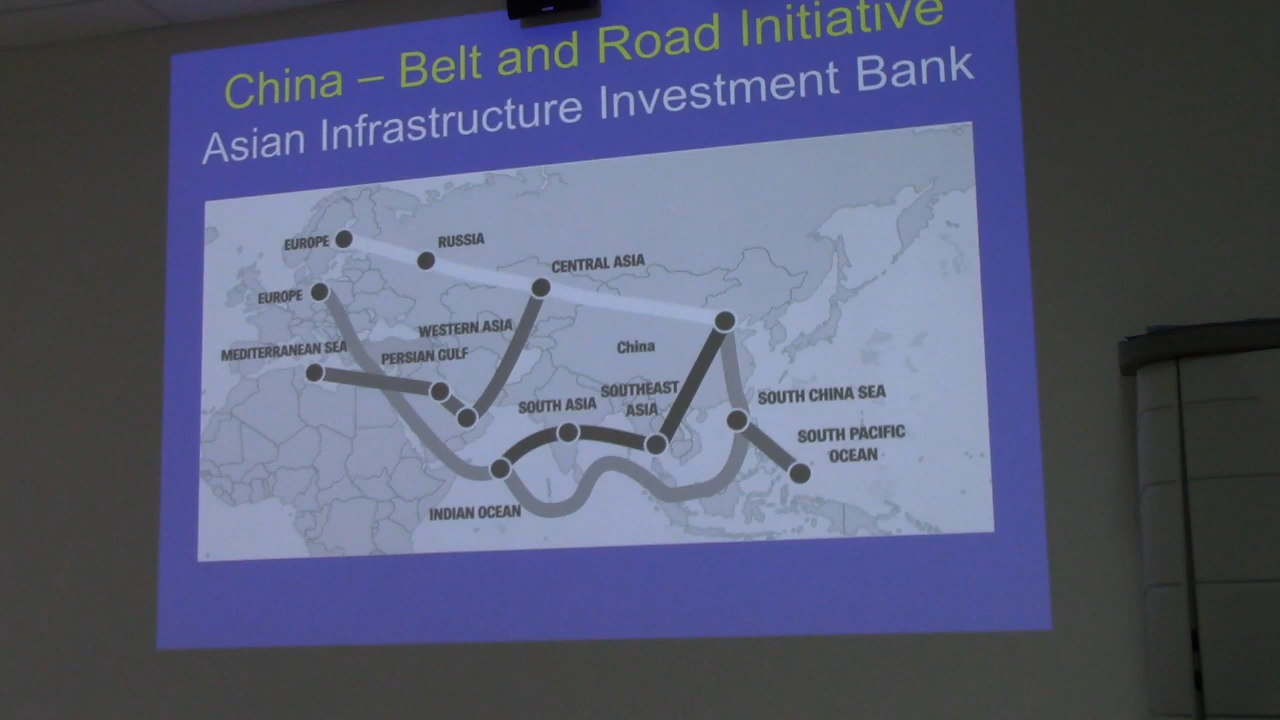 China – Belt and Road Initiative
Asian Infrastructure Investment Bank
EUROPE
RUSSIA
CENTRAL ASIA
EUROPE
WESTERN ASIA
MEDITERRANEAN SEA
PERSIAN GULF
China
SOUTH ASIA
SOUTHEAST
ASIA
SOUTH CHINA SEA
SOUTH PACIFIC
OCEAN
INDIAN OCEAN